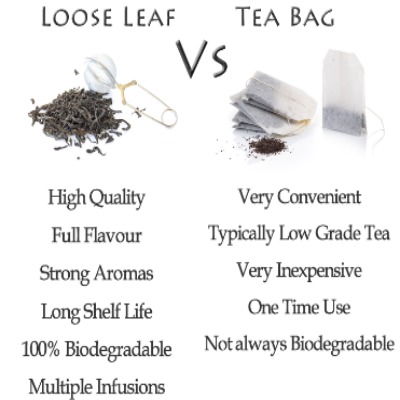 Loose Leaf
Vs
Tea Bag
High Quality
Full Flavour
Strong Aromas
Long Shelf Life
100% Biodegradable
Multiple Infusions
Very Convenient
Typically Low Grade Tea
Very Inexpensive
One Time Use
Not always Biodegradable